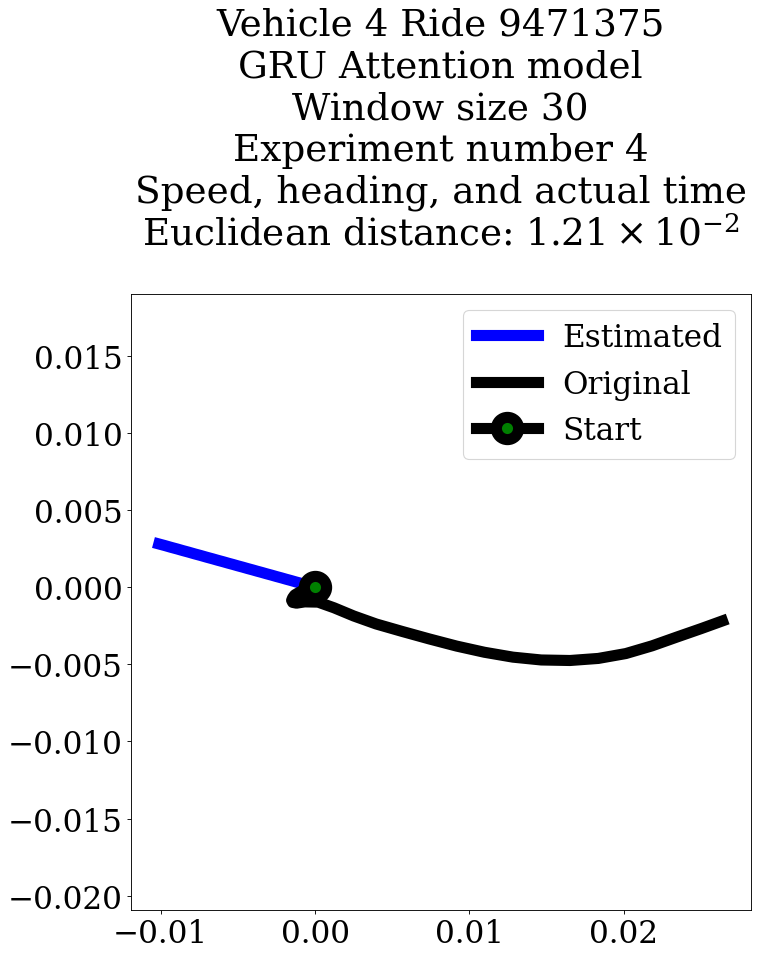 Vehicle 4 Ride 9471375
GRU Attention model
Window size 30
Experiment number 4
Speed, heading, and actual time
Euclidean distance: 1.21 × 10⁻²
Estimated
Original
Start
0.015
0.010
0.005
0.000
−0.005
−0.010
−0.015
−0.020
−0.01 0.00 0.01 0.02